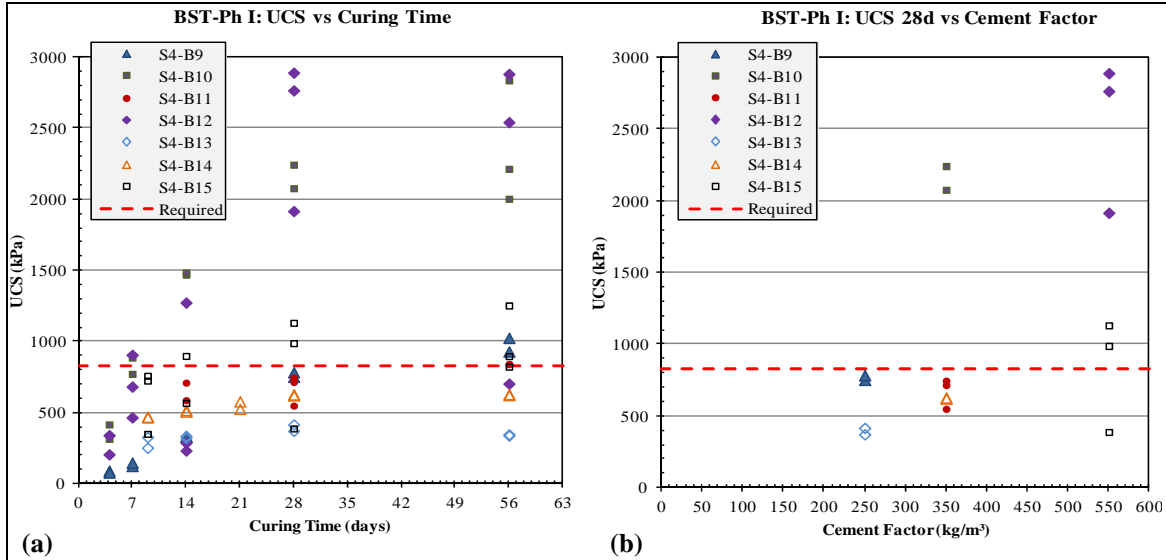 BST-Ph I: UCS vs Curing Time
3000
2500
2000
1500
1000
500
0
UCS (kPa)
S4-B9
S4-B10
S4-B11
S4-B12
S4-B13
S4-B14
S4-B15
Required
0 7 14 21 28 35 42 49 56 63
Curing Time (days)
(a)
BST-Ph I: UCS 28d vs Cement Factor
3000
2500
2000
1500
1000
500
0
UCS (kPa)
S4-B9
S4-B10
S4-B11
S4-B12
S4-B13
S4-B14
S4-B15
Required
0 50 100 150 200 250 300 350 400 450 500 550 600
Cement Factor (kg/m³)
(b)